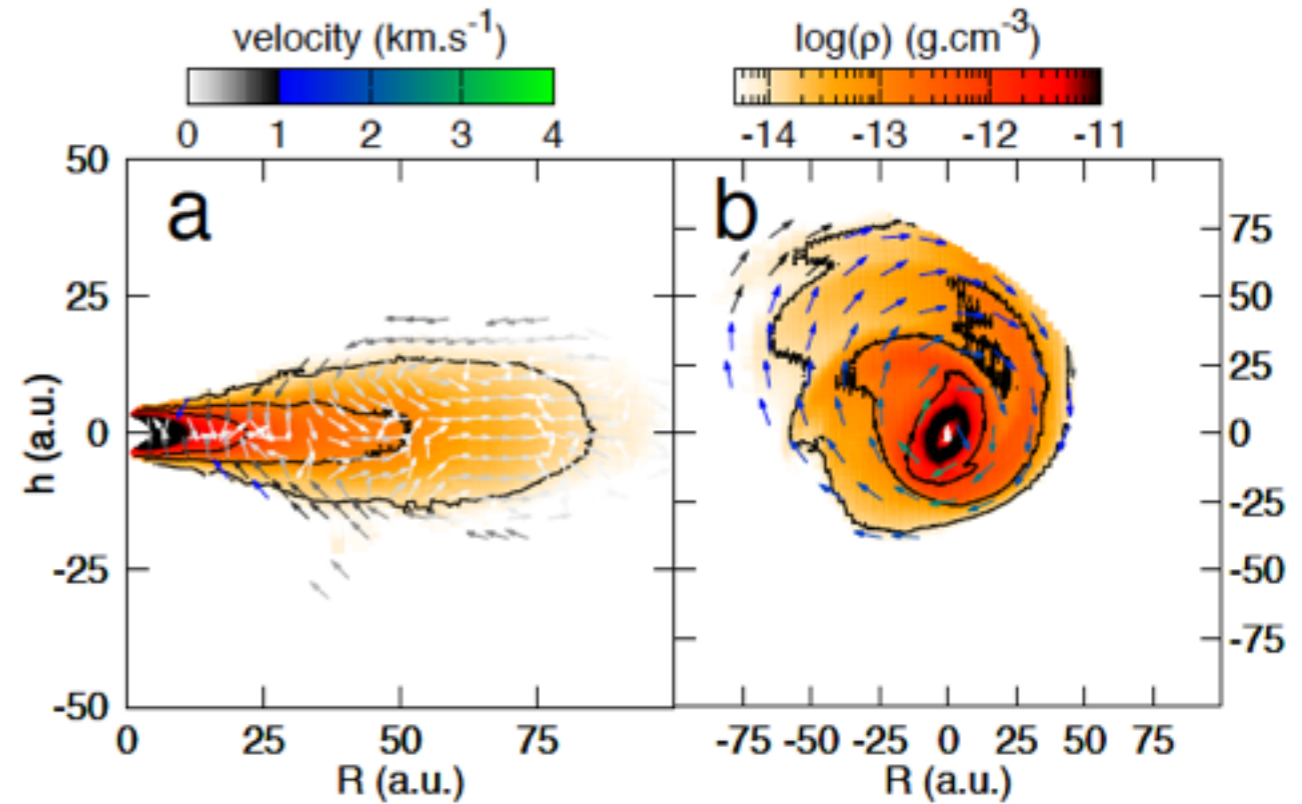 velocity (km.s⁻¹) log(ρ) (g.cm⁻³)
0 1 2 3 4 -14 -13 -12 -11
50
a b
75
25 50
25
h (a.u.) 0 0
-25
-25 -50
-75
-50
0 25 50 75 -75 -50 -25 0 25 50 75
R (a.u.) R (a.u.)